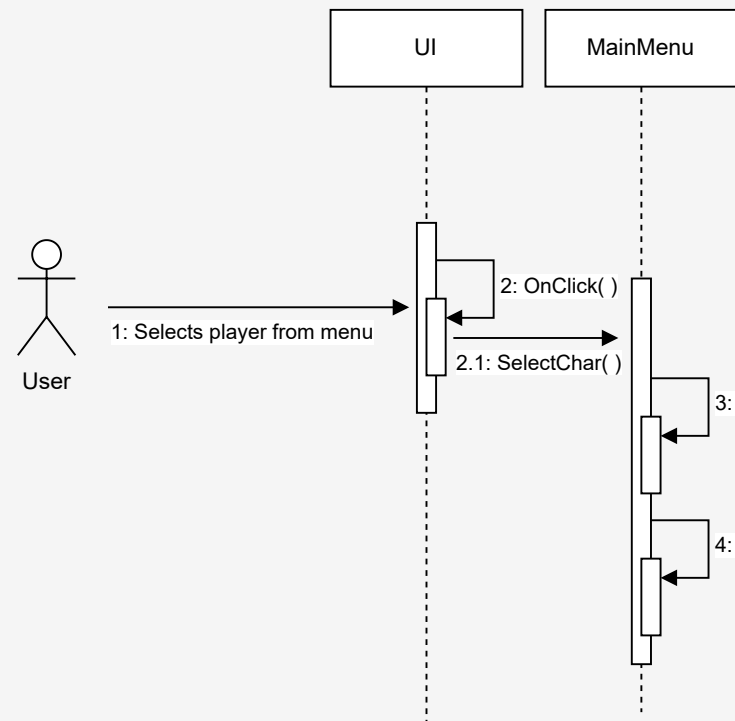 UI
MainMenu
2: OnClick( )
1: Selects player from menu
2.1: SelectChar( )
User
3:
4: